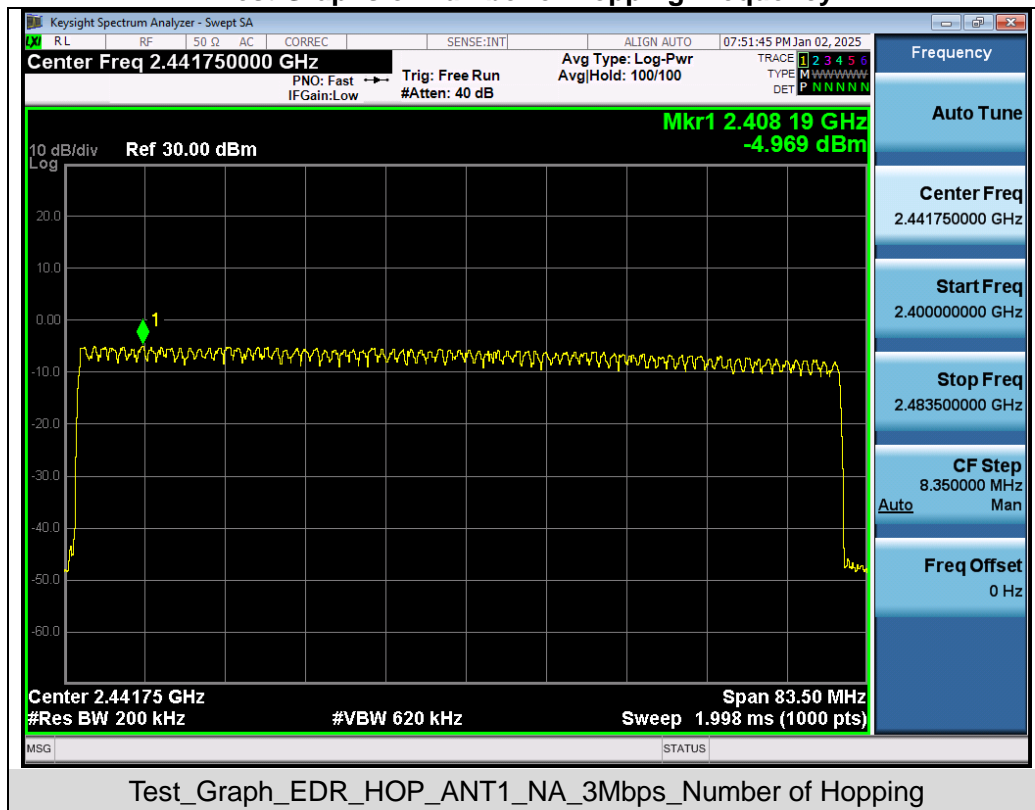 Keysight Spectrum Analyzer - Swept SA
LXI RL RF 50 Ω AC CORREC SENSE:INT ALIGN AUTO 07:51:45 PM Jan 02, 2025
Center Freq 2.441750000 GHz
PNO: Fast
IFGain:Low
Trig: Free Run
#Atten: 40 dB
Avg Type: Log-Pwr
Avg|Hold: 100/100
TRACE 1 2 3 4 5 6
TYPE M WWWWW
DET P N N N N N
Mkr1 2.408 19 GHz
-4.969 dBm
10 dB/div Ref 30.00 dBm
Log
20.0
10.0
0.00
1
-10.0
-20.0
-30.0
-40.0
-50.0
-60.0
Center 2.44175 GHz Span 83.50 MHz
#Res BW 200 kHz #VBW 620 kHz Sweep 1.998 ms (1000 pts)
MSG STATUS
Frequency
Auto Tune
Center Freq
2.441750000 GHz
Start Freq
2.400000000 GHz
Stop Freq
2.483500000 GHz
CF Step
8.350000 MHz
Auto Man
Freq Offset
0 Hz
Test_Graph_EDR_HOP_ANT1_NA_3Mbps_Number of Hopping